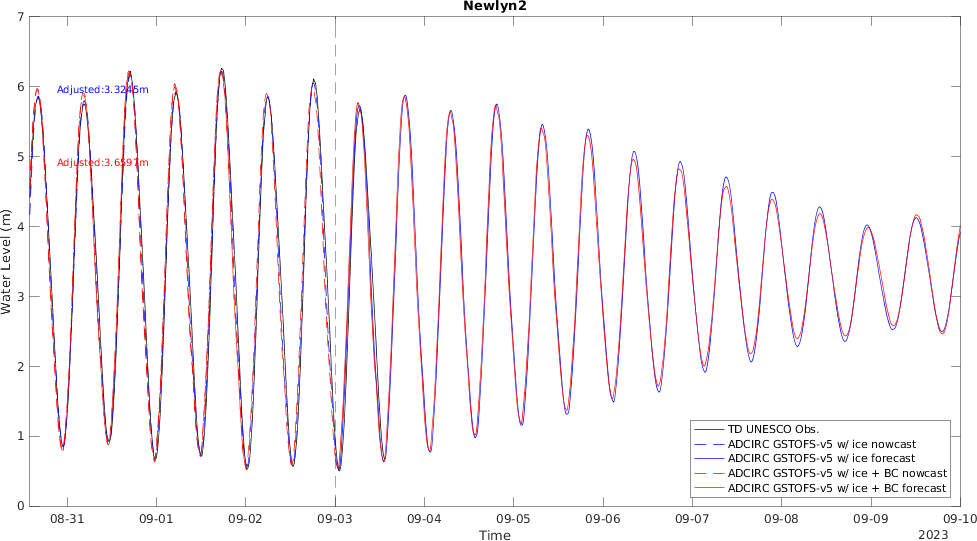 Newlyn2
7
6
5
4
3
2
1
0
Water Level (m)
Adjusted:3.3245m
Adjusted:3.6597m
TD UNESCO Obs.
ADCIRC GSTOFS-v5 w/ ice nowcast
ADCIRC GSTOFS-v5 w/ ice forecast
ADCIRC GSTOFS-v5 w/ ice + BC nowcast
ADCIRC GSTOFS-v5 w/ ice + BC forecast
08-31 09-01 09-02 09-03 09-04 09-05 09-06 09-07 09-08 09-09 09-10
Time
2023